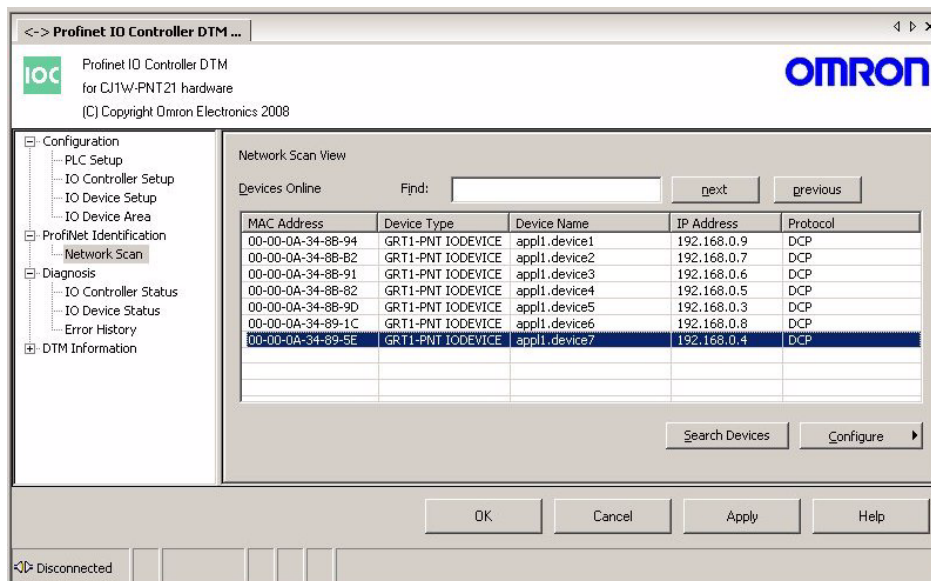 <-> Profinet IO Controller DTM ...
IOC
Profinet IO Controller DTM
for CJ1W-PNT21 hardware
(C) Copyright Omron Electronics 2008
OMRON
Configuration
PLC Setup
IO Controller Setup
IO Device Setup
IO Device Area
ProfiNet Identification
Network Scan
Diagnosis
IO Controller Status
IO Device Status
Error History
DTM Information
Network Scan View
Devices Online Find: next previous
MAC Address Device Type Device Name IP Address Protocol
00-00-0A-34-8B-94 GRT1-PNT IODEVICE appl1.device1 192.168.0.9 DCP
00-00-0A-34-8B-B2 GRT1-PNT IODEVICE appl1.device2 192.168.0.7 DCP
00-00-0A-34-8B-91 GRT1-PNT IODEVICE appl1.device3 192.168.0.6 DCP
00-00-0A-34-8B-82 GRT1-PNT IODEVICE appl1.device4 192.168.0.5 DCP
00-00-0A-34-8B-9D GRT1-PNT IODEVICE appl1.device5 192.168.0.3 DCP
00-00-0A-34-89-1C GRT1-PNT IODEVICE appl1.device6 192.168.0.8 DCP
00-00-0A-34-89-5E GRT1-PNT IODEVICE appl1.device7 192.168.0.4 DCP
Search Devices Configure
OK Cancel Apply Help
Disconnected